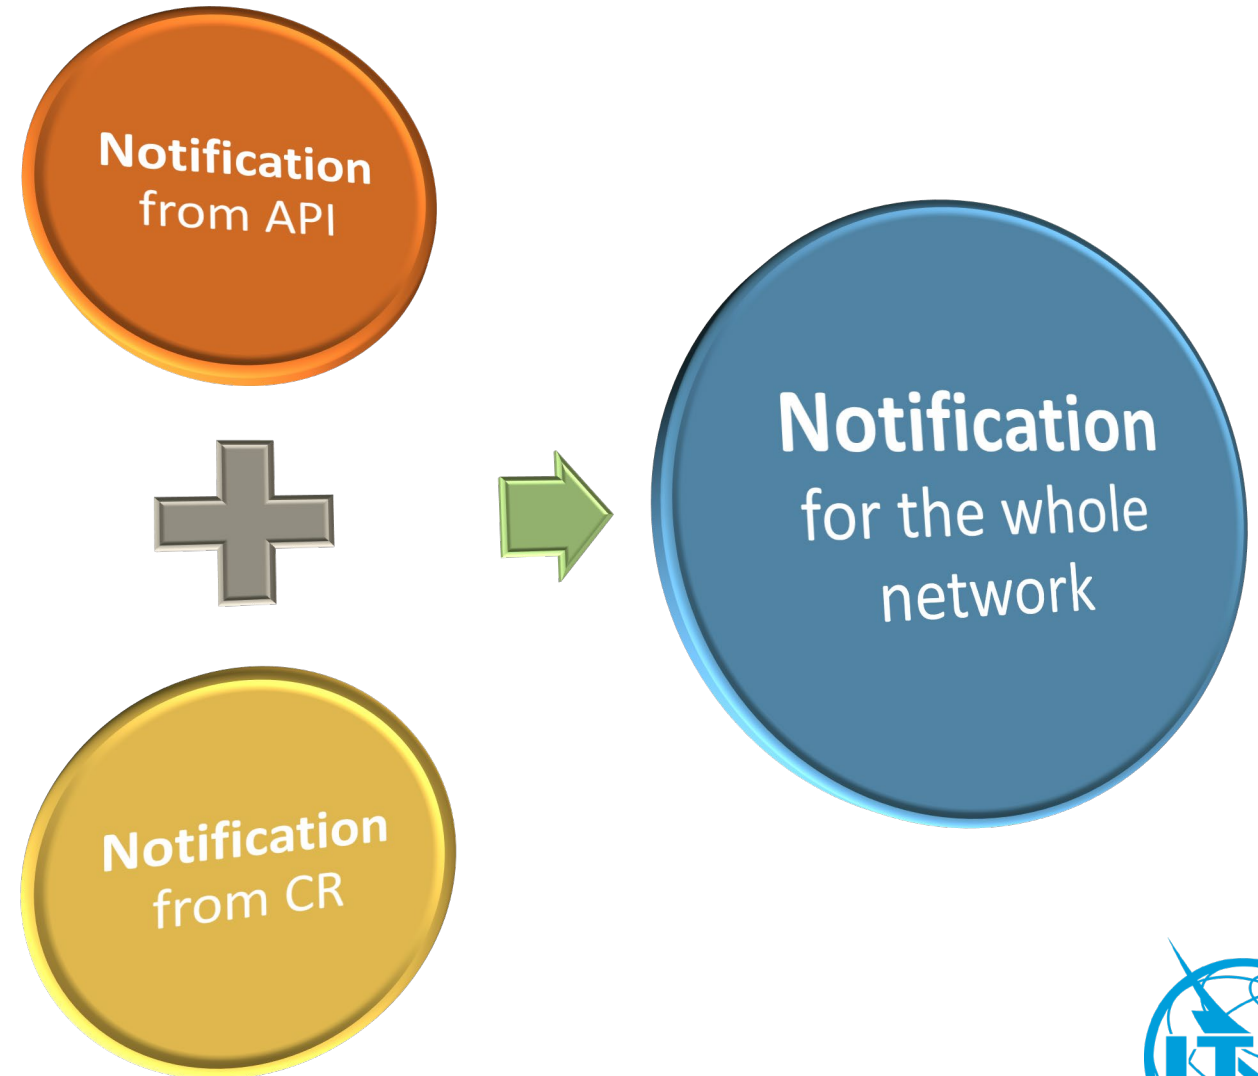 Notification
from API
Notification
for the whole
network
Notification
from CR